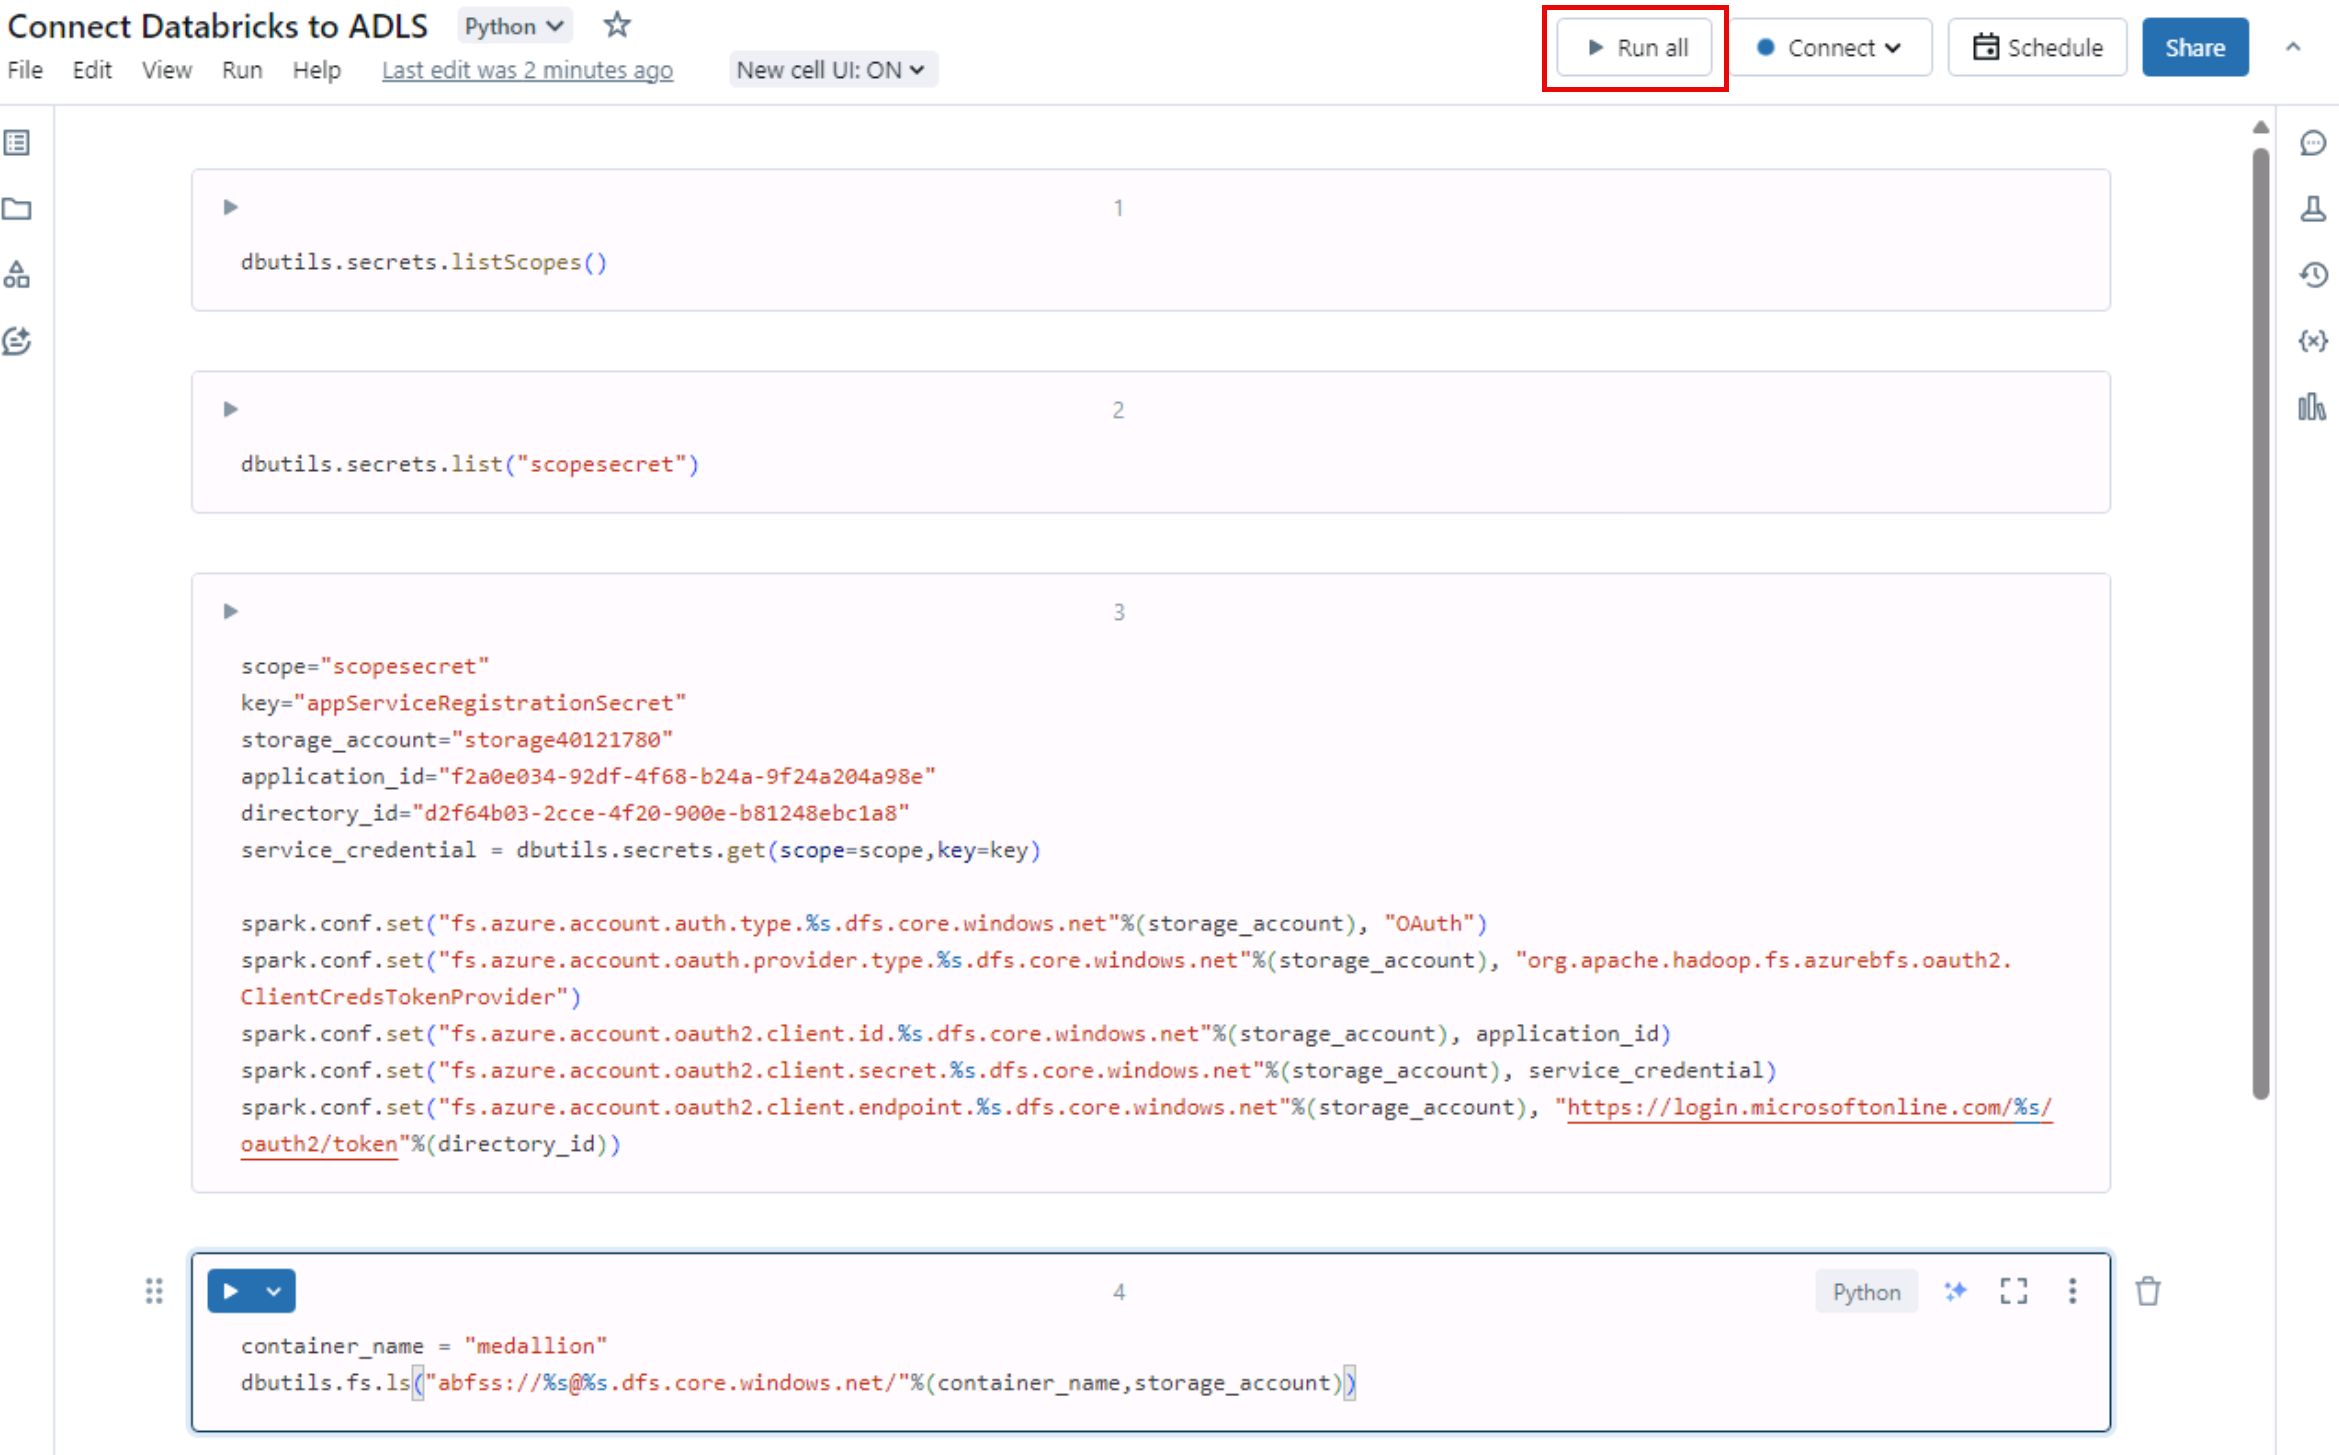 Connect Databricks to ADLS Python
File Edit View Run Help Last edit was 2 minutes ago New cell UI: ON
Run all Connect Schedule Share
1
dbutils.secrets.listScopes()
2
dbutils.secrets.list("scopesecret")
3
scope="scopesecret"
key="appServiceRegistrationSecret"
storage_account="storage40121780"
application_id="f2a0e034-92df-4f68-b24a-9f24a204a98e"
directory_id="d2f64b03-2cce-4f20-900e-b81248ebc1a8"
service_credential = dbutils.secrets.get(scope=scope,key=key)
spark.conf.set("fs.azure.account.auth.type.%s.dfs.core.windows.net"%(storage_account), "OAuth")
spark.conf.set("fs.azure.account.oauth.provider.type.%s.dfs.core.windows.net"%(storage_account), "org.apache.hadoop.fs.azurebfs.oauth2.
ClientCredsTokenProvider")
spark.conf.set("fs.azure.account.oauth2.client.id.%s.dfs.core.windows.net"%(storage_account), application_id)
spark.conf.set("fs.azure.account.oauth2.client.secret.%s.dfs.core.windows.net"%(storage_account), service_credential)
spark.conf.set("fs.azure.account.oauth2.client.endpoint.%s.dfs.core.windows.net"%(storage_account), "https://login.microsoftonline.com/%s/
oauth2/token"%(directory_id))
4 Python
container_name = "medallion"
dbutils.fs.ls("abfss://%s@%s.dfs.core.windows.net/"%(container_name,storage_account))